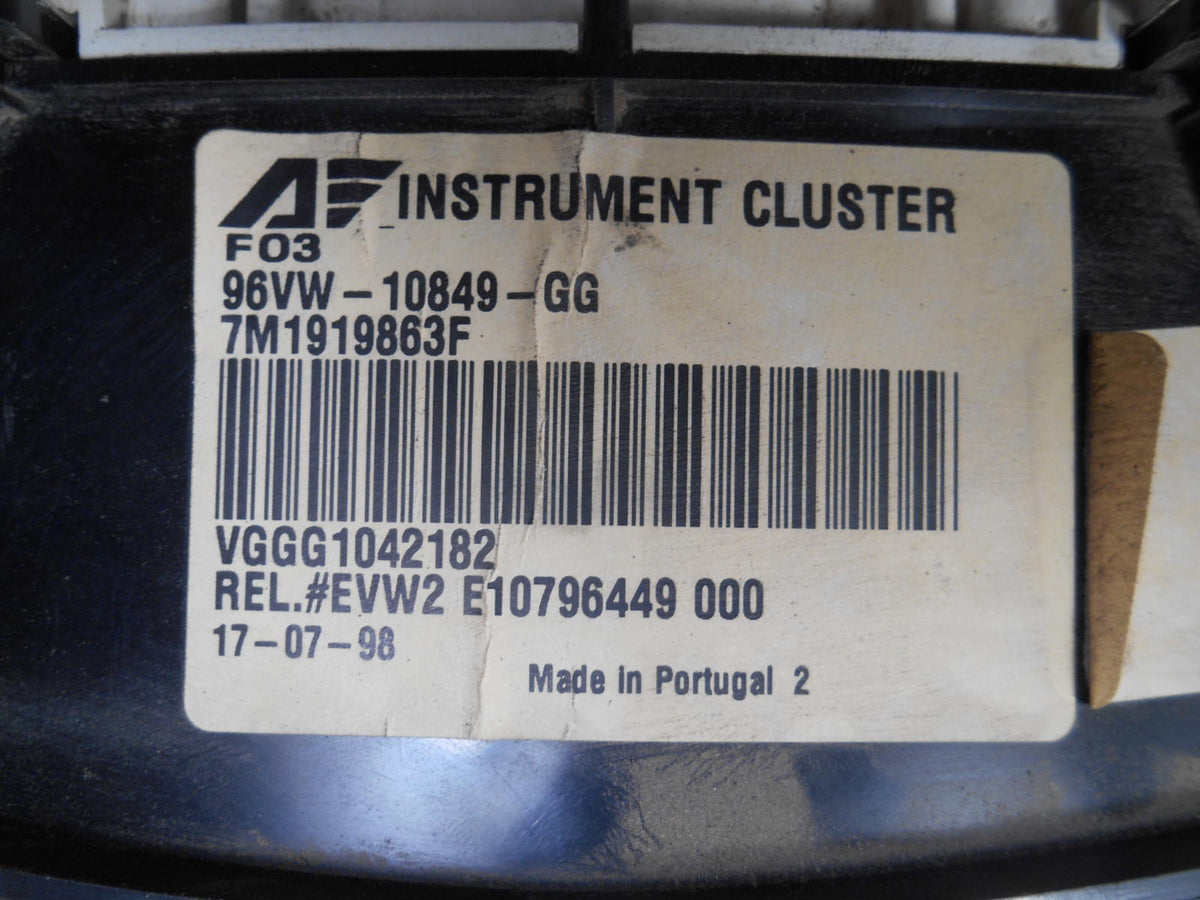 AF INSTRUMENT CLUSTER
F03
96VW-10849-GG
7M1919863F
VGGG1042182
REL.#EVW2 E10796449 000
17-07-98
Made in Portugal 2